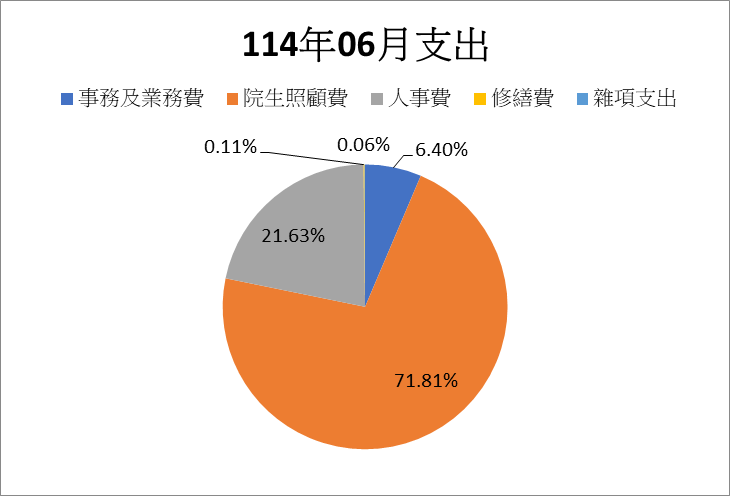 114年06月支出
事務及業務費 院生照顧費 人事費 修繕費 雜項支出
0.11% 0.06% 6.40%
21.63%
71.81%